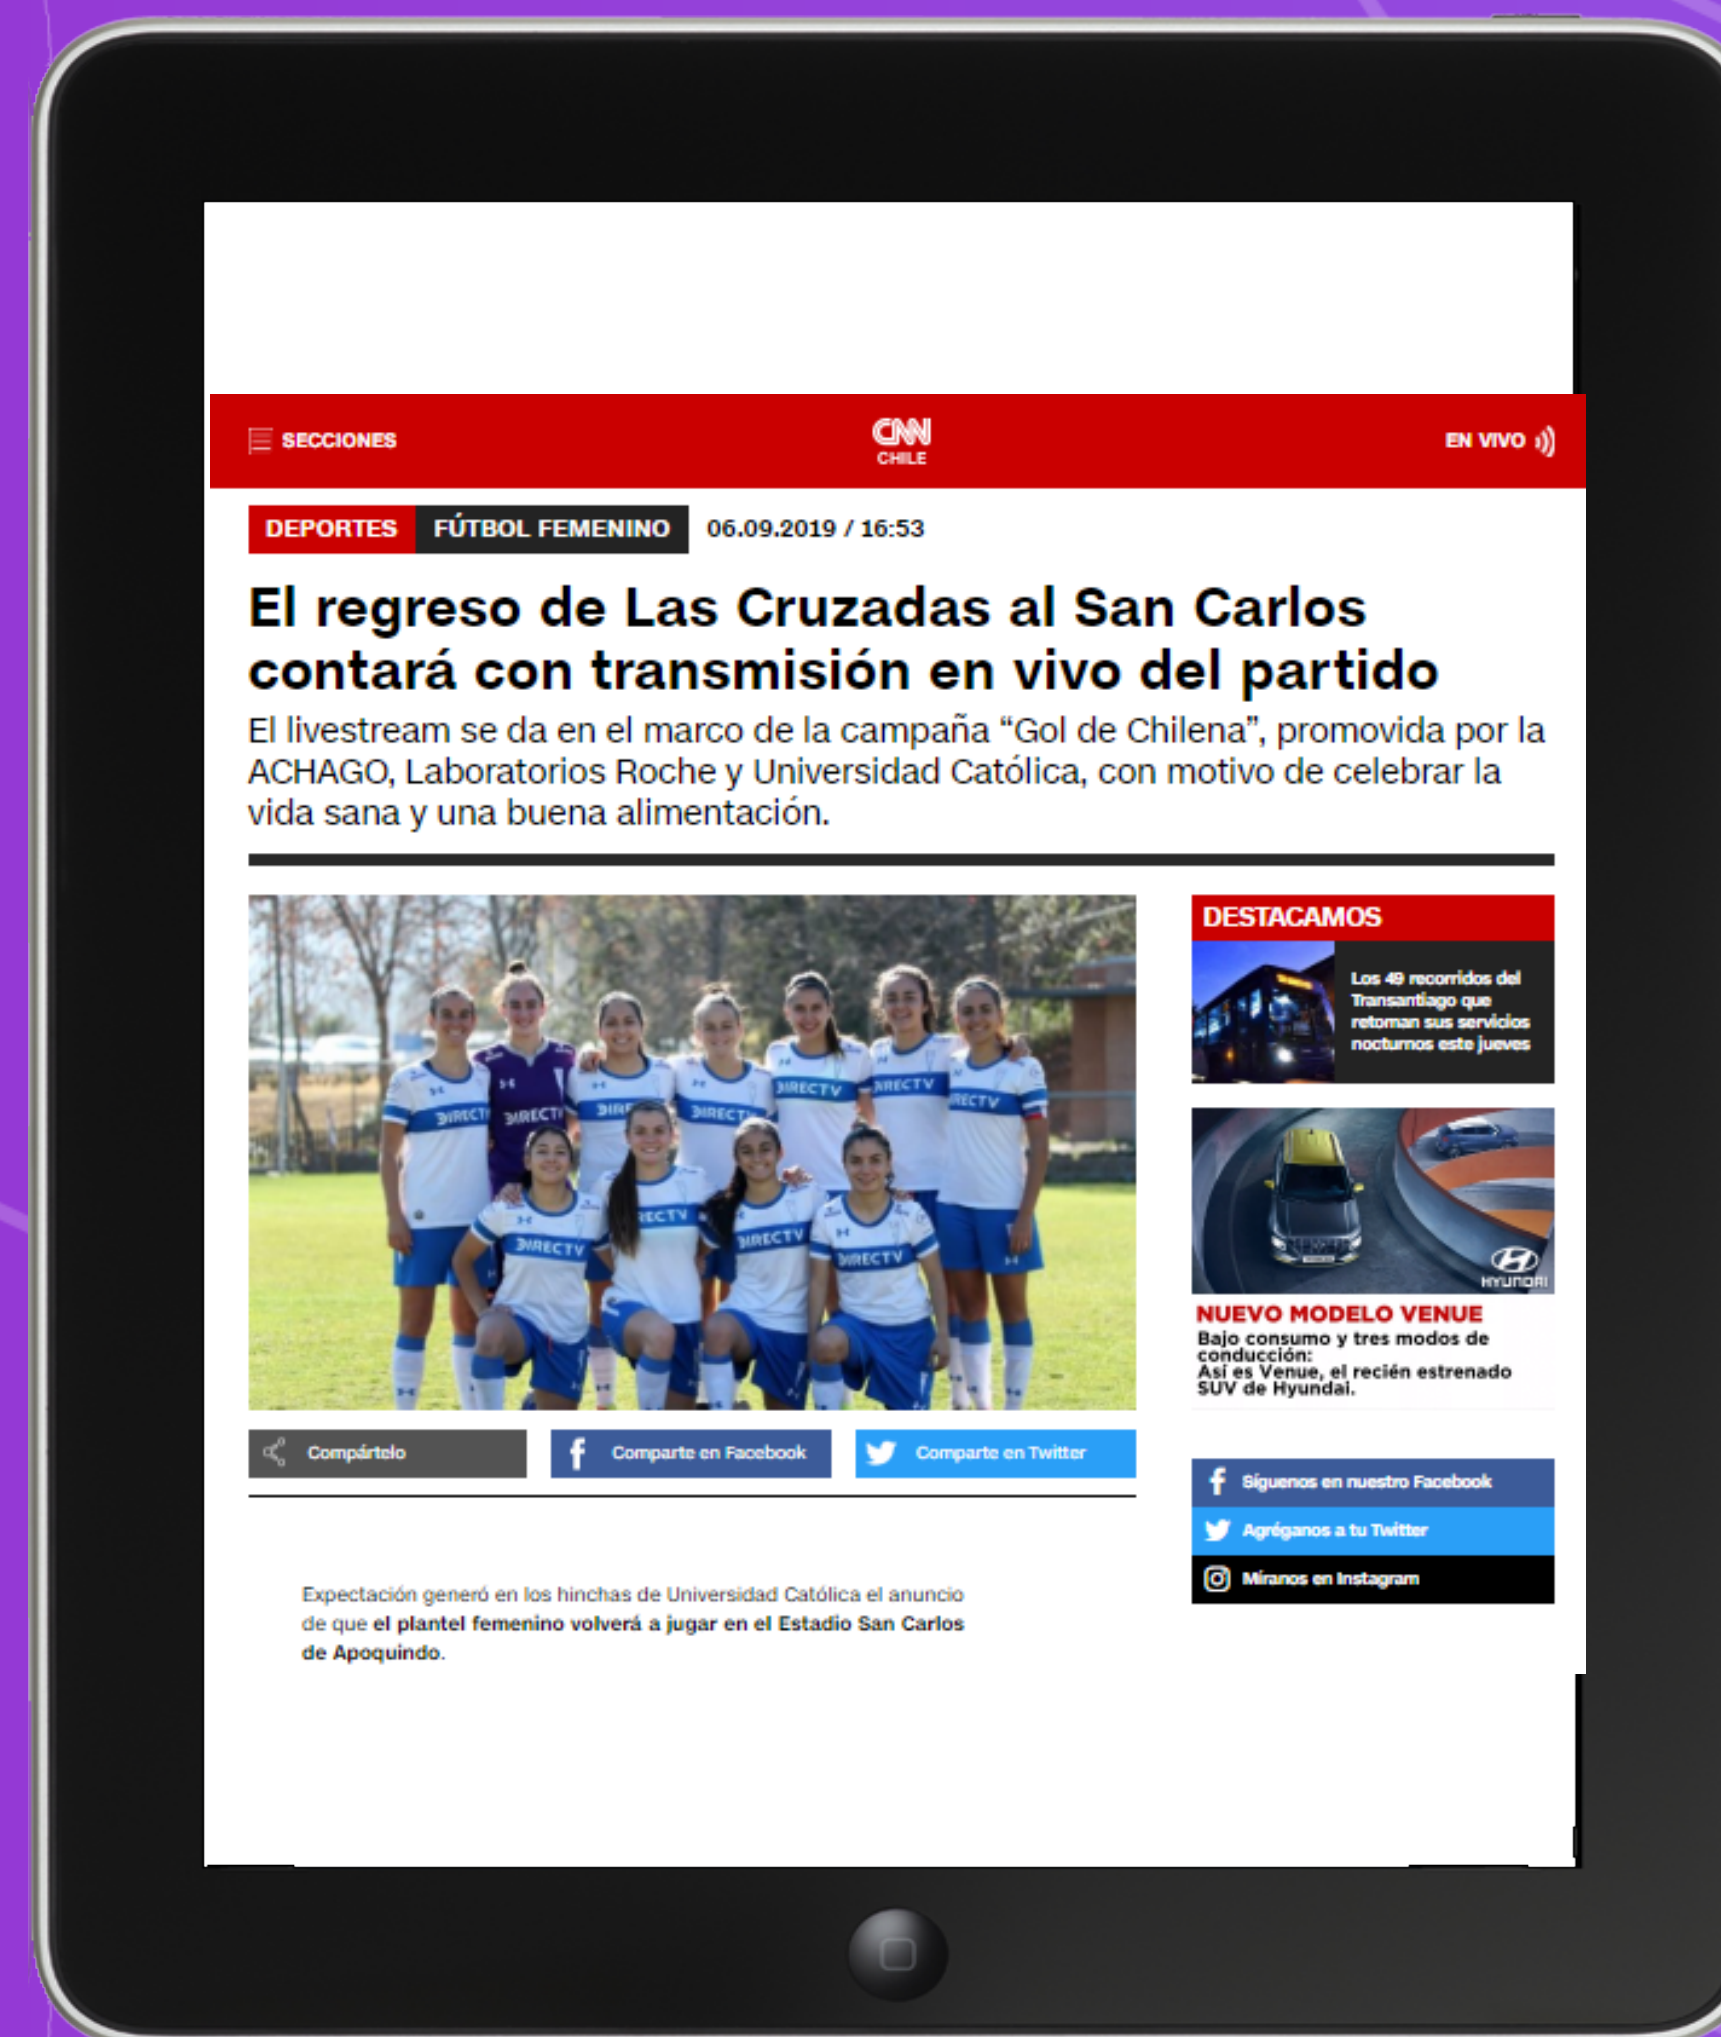 SECCIONES
CNN
CHILE
EN VIVO
DEPORTES FÚTBOL FEMENINO 06.09.2019 / 16:53
El regreso de Las Cruzadas al San Carlos
contará con transmisión en vivo del partido
El livestream se da en el marco de la campaña “Gol de Chilena”, promovida por la
ACHAGO, Laboratorios Roche y Universidad Católica, con motivo de celebrar la
vida sana y una buena alimentación.
DIRECTV
DIRECTV
DIRECTV
DIRECTV
DIRECTV
Compártelo
Comparte en Facebook
Comparte en Twitter
Expectación generó en los hinchas de Universidad Católica el anuncio
de que el plantel femenino volverá a jugar en el Estadio San Carlos
de Apoquindo.
DESTACAMOS
Los 49 recorridos del
Transantiago que
retoman sus servicios
nocturnos este jueves
HYUNDAI
NUEVO MODELO VENUE
Bajo consumo y tres modos de
conducción:
Así es Venue, el recién estrenado
SUV de Hyundai.
Síguenos en nuestro Facebook
Agréganos a tu Twitter
Míranos en Instagram